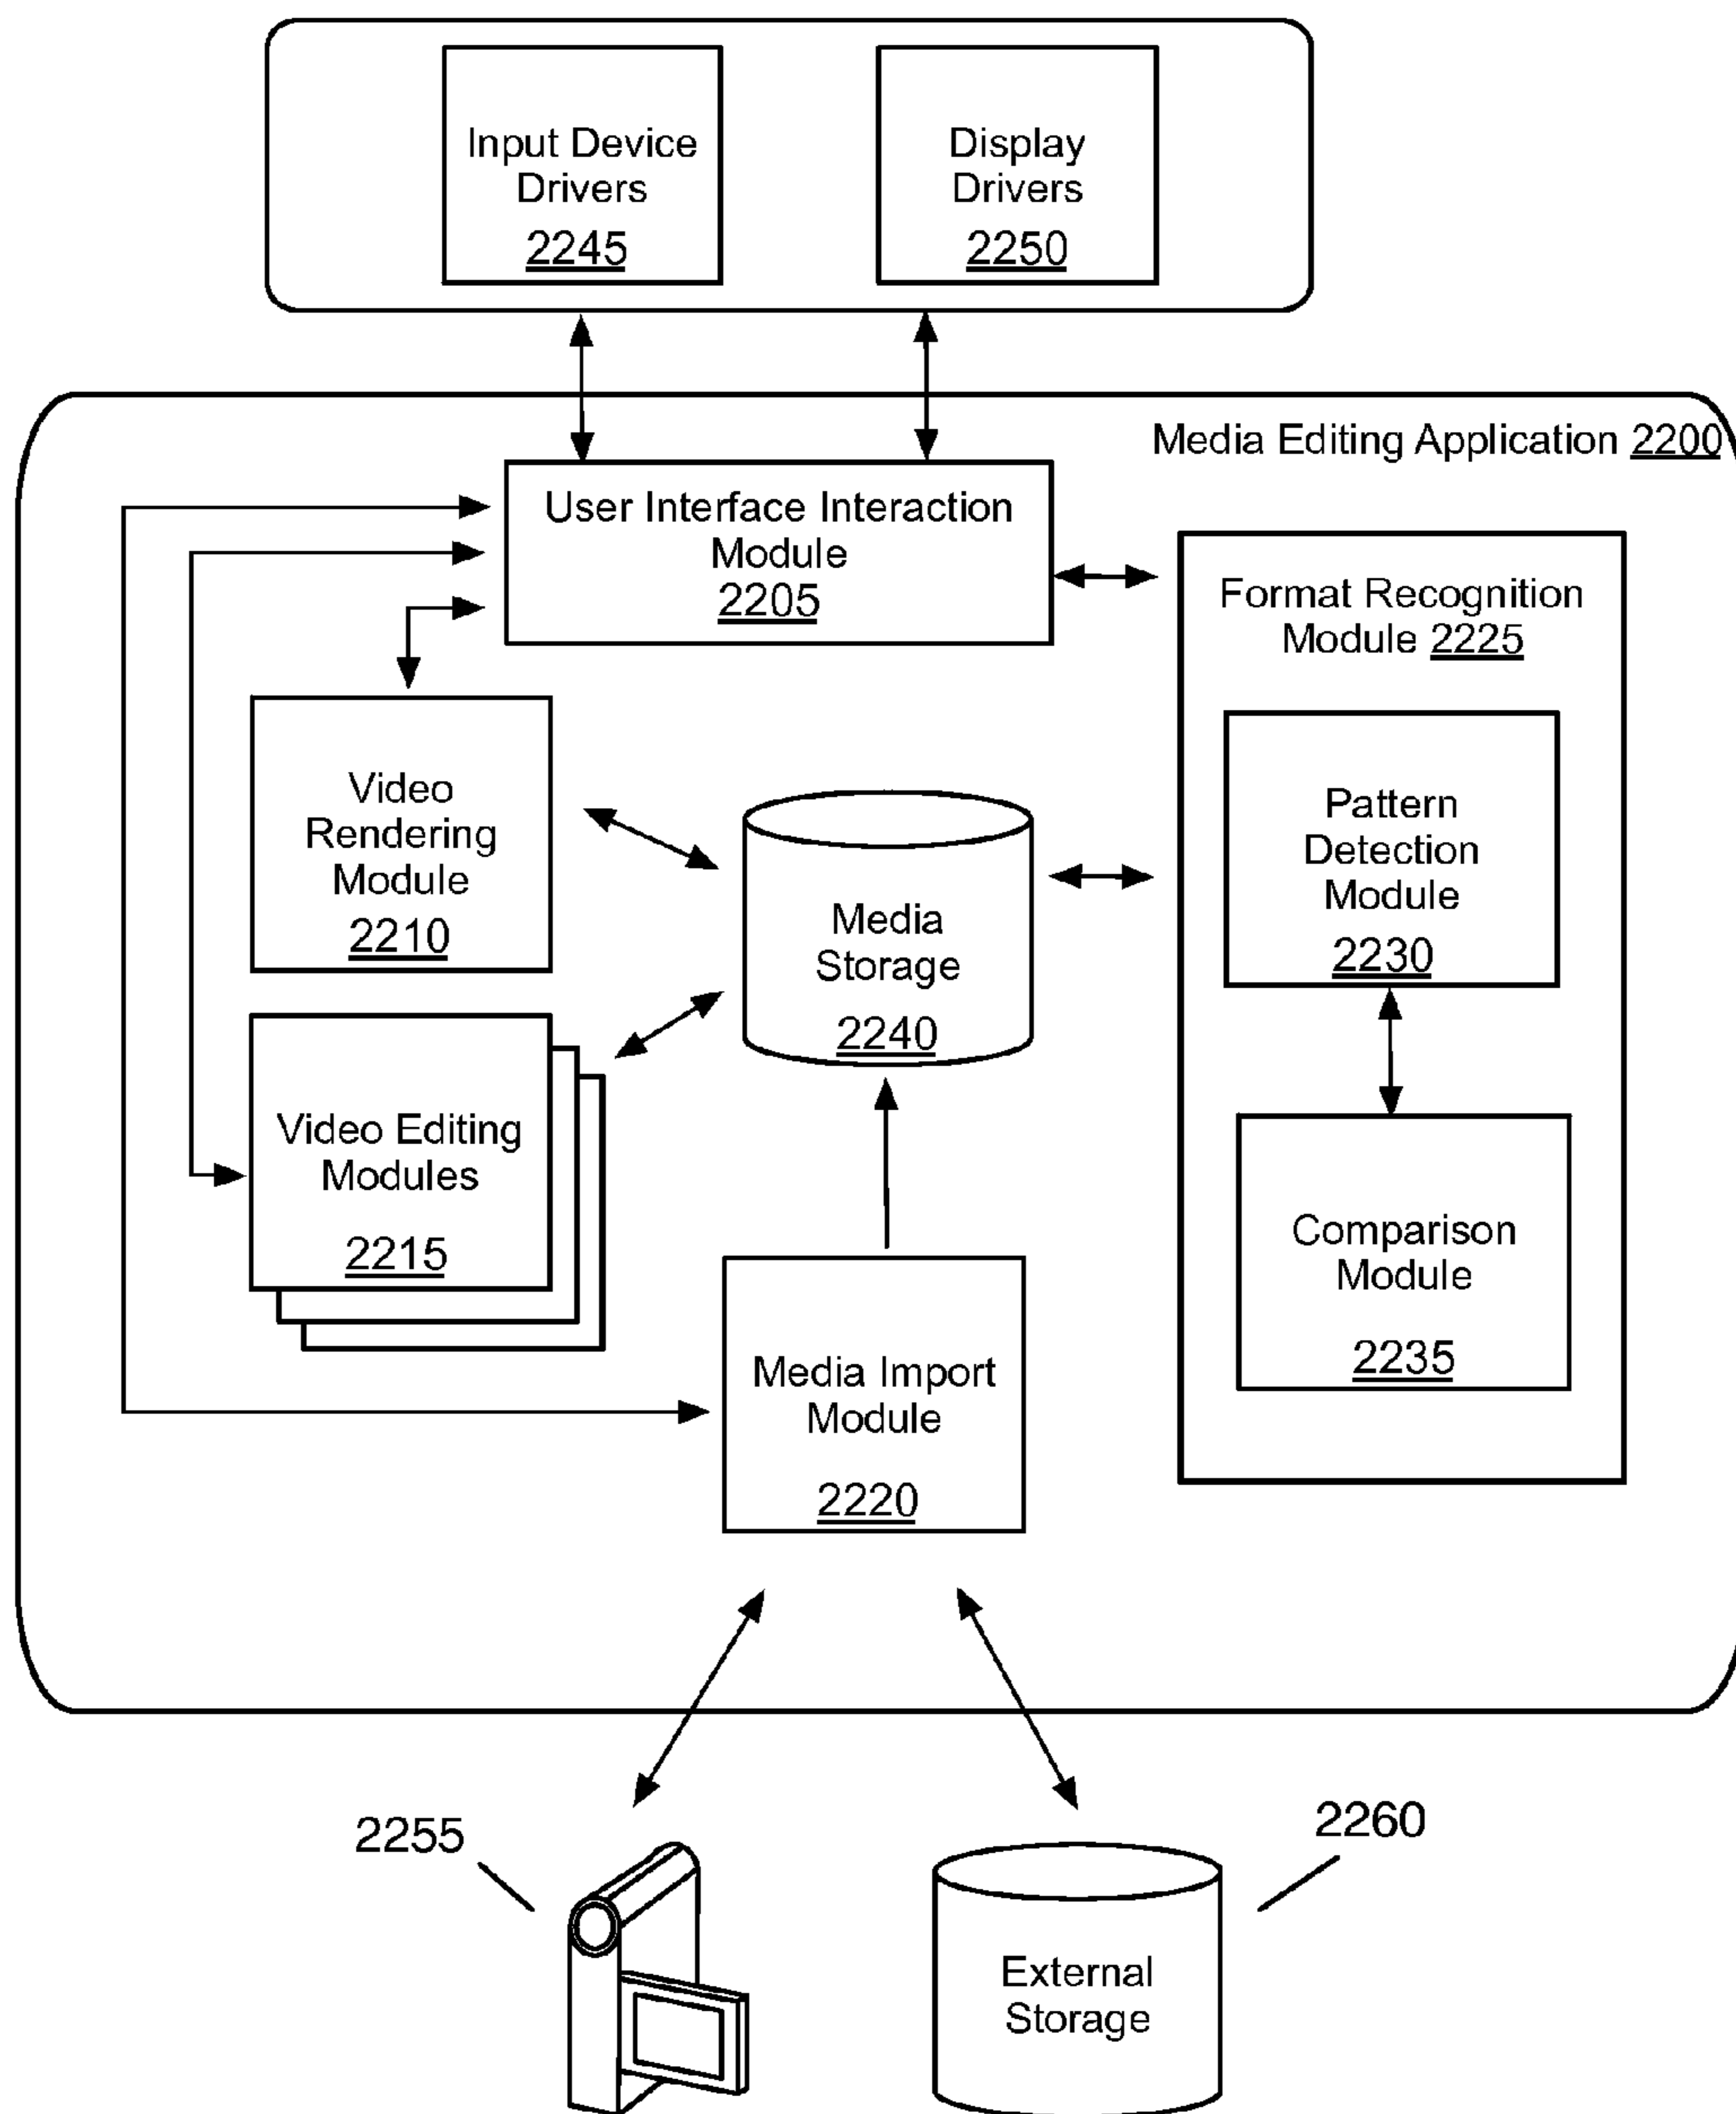 Input Device
Drivers
2245
Display
Drivers
2250
Media Editing Application 2200
User Interface Interaction
Module
2205
Format Recognition
Module 2225
Video
Rendering
Module
2210
Pattern
Detection
Module
2230
Media
Storage
2240
Video Editing
Modules
2215
Comparison
Module
2235
Media Import
Module
2220
2255
2260
External
Storage